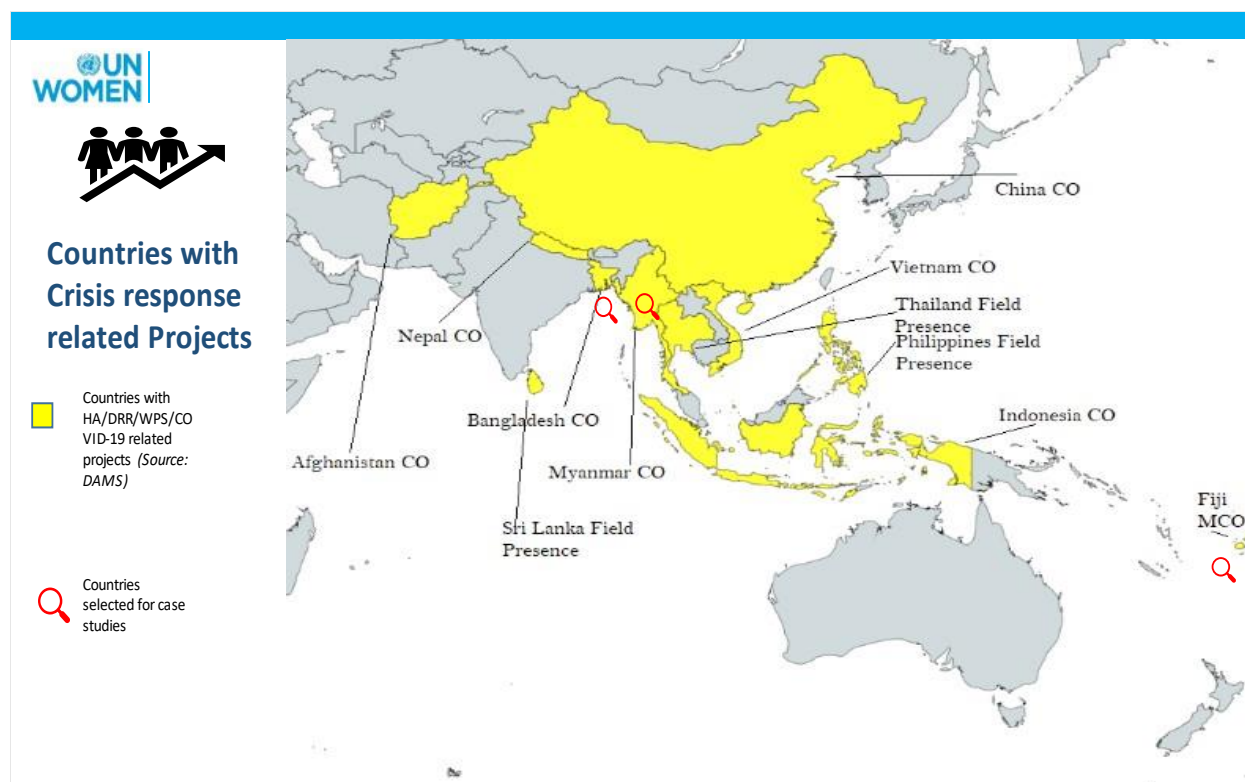 UN
WOMEN
Countries with
Crisis response
related Projects
Countries with
HA/DRR/WPS/CO
VID-19 related
projects (Source:
DAMS)
Countries
selected for case
studies
China CO
Vietnam CO
Thailand Field
Presence
Philippines Field
Presence
Nepal CO
Bangladesh CO
Indonesia CO
Afghanistan CO
Myanmar CO
Sri Lanka Field
Presence
Fiji
MCO